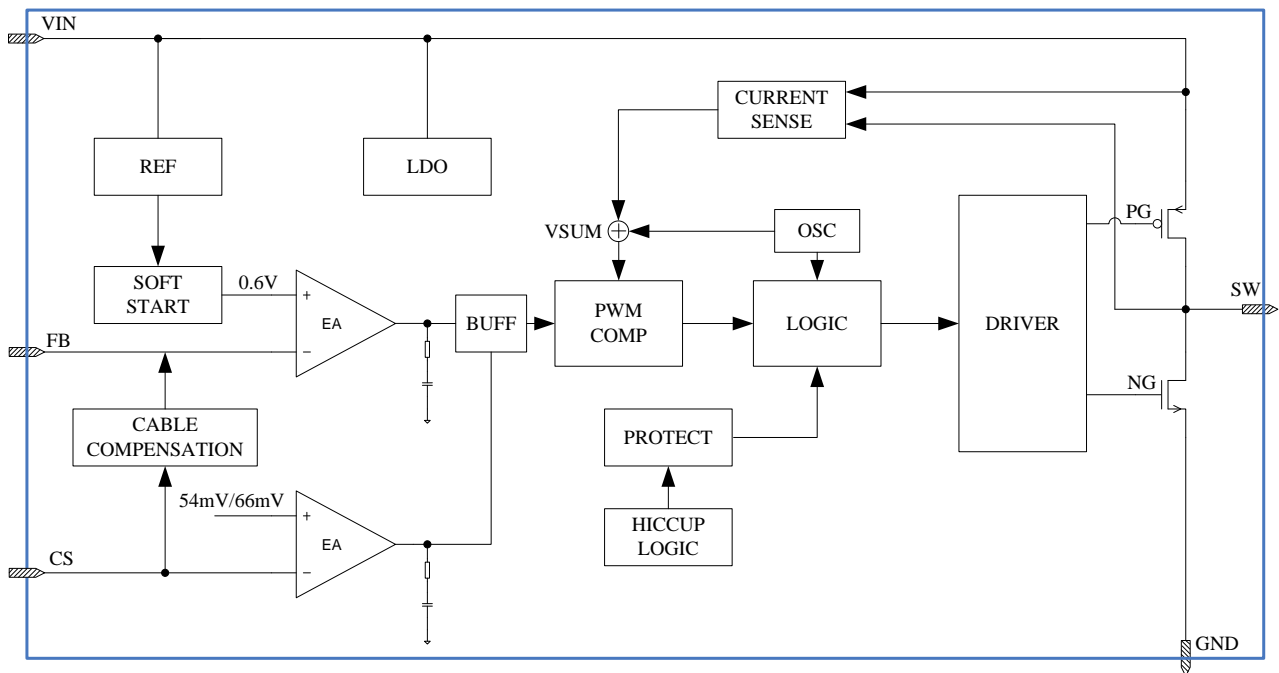 VIN
CURRENT
SENSE
REF
LDO
PG
VSUM
+
OSC
SOFT
START
0.6V
+
EA
−
BUFF
PWM
COMP
LOGIC
DRIVER
SW
FB
NG
CABLE
COMPENSATION
PROTECT
54mV/66mV
+
EA
−
HICCUP
LOGIC
CS
GND